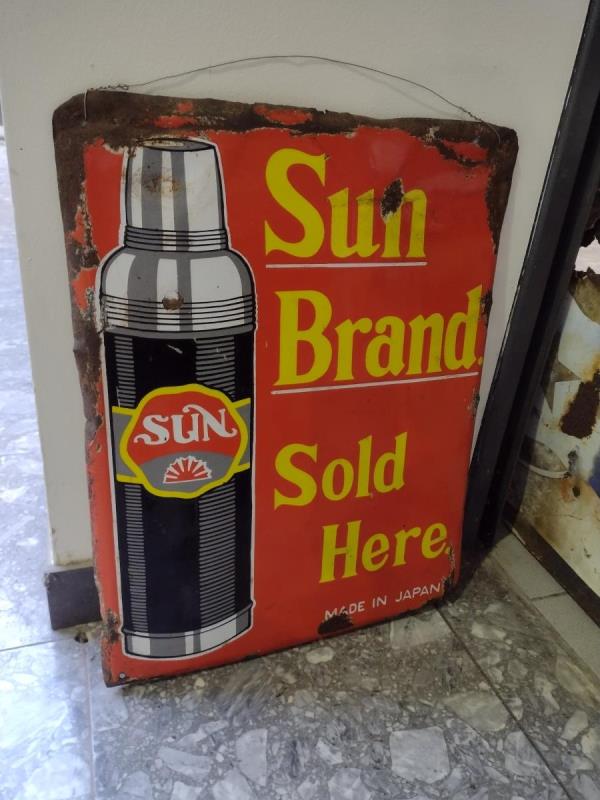 Sun
Brand.
SUN
Sold
Here.
MADE IN JAPAN